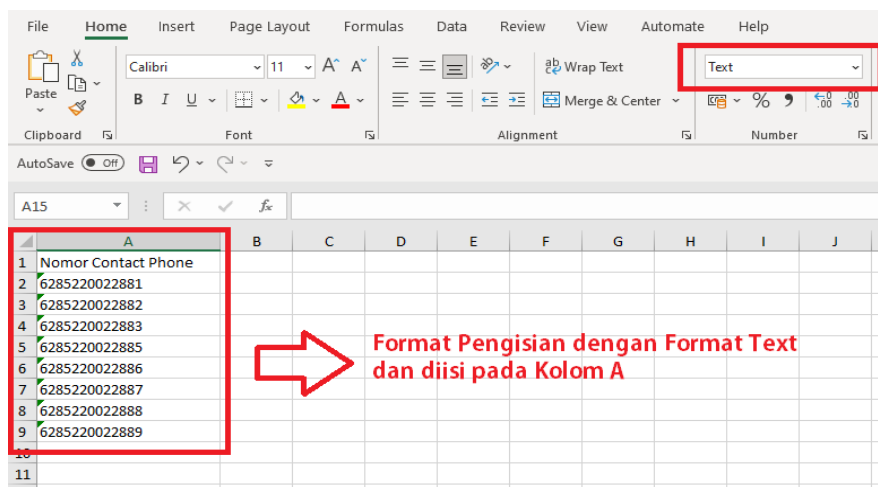 File Home Insert Page Layout Formulas Data Review View Automate Help
Paste
Calibri 11 A^ A˅
Wrap Text
Text
B I U A
Merge & Center
% 9 .00 .0
Clipboard Font Alignment Number
AutoSave Off
A15 fx
A B C D E F G H I J
1 Nomor Contact Phone
2 6285220022881
3 6285220022882
4 6285220022883
5 6285220022885
6 6285220022886
7 6285220022887
8 6285220022888
9 6285220022889
10
11
Format Pengisian dengan Format Text
dan diisi pada Kolom A